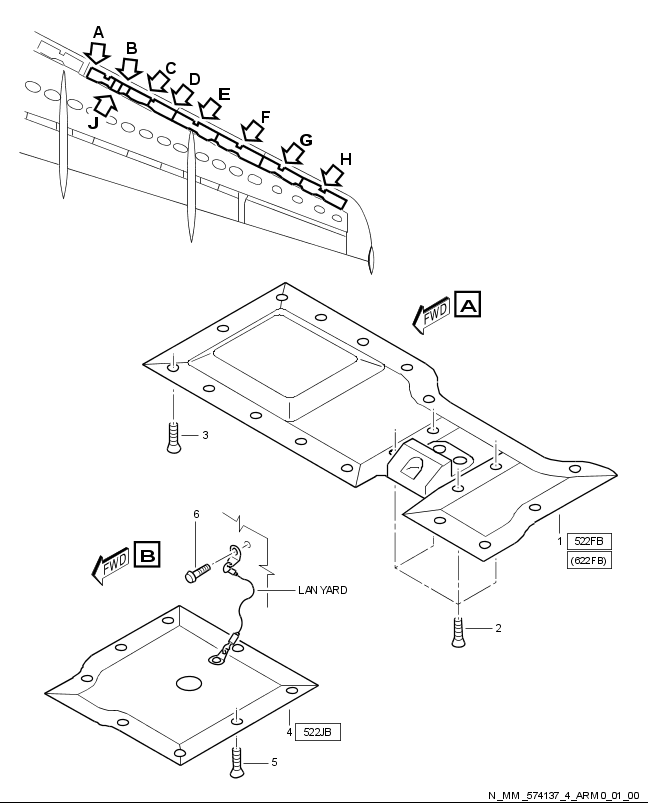 A
B
C
D
E
F
G
H
J
FWD A
3
1 522FB
(622FB)
2
6
FWD B
LANYARD
4 522JB
5
N_MM_574137_4_ARM0_01_00